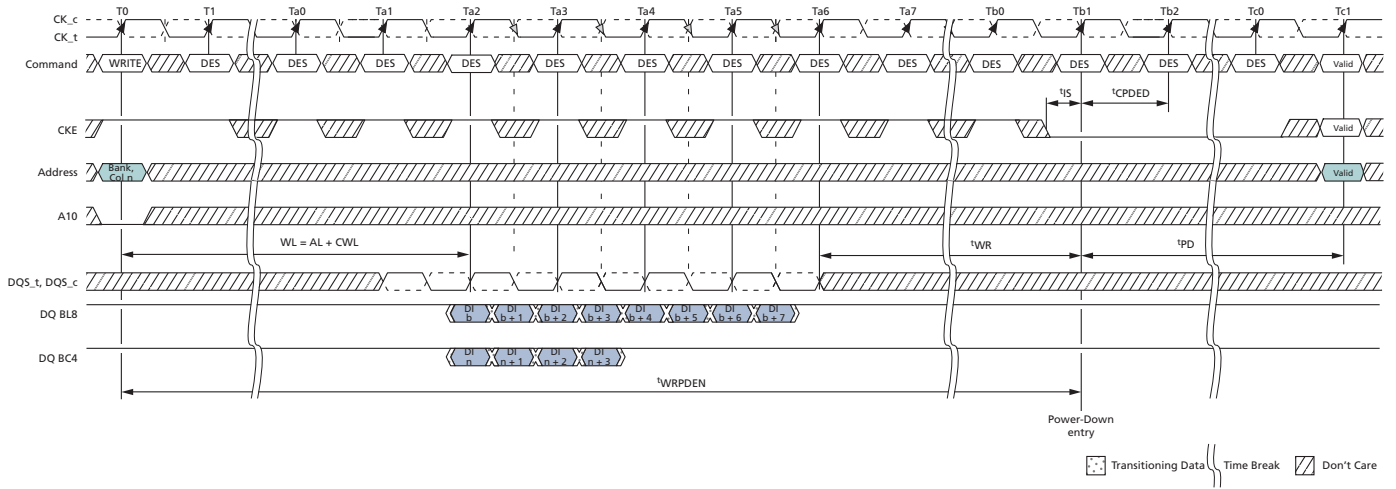 T0 T1 Ta0 Ta1 Ta2 Ta3 Ta4 Ta5 Ta6 Ta7 Tb0 Tb1 Tb2 Tc0 Tc1
CK_c
CK_t
Command WRITE DES DES DES DES DES DES DES DES DES DES DES DES DES Valid
tIS tCPDED
CKE Valid
Address Bank, Col n Valid
A10
WL = AL + CWL tWR tPD
DQS_t, DQS_c
DQ BL8 DI b DI b + 1 DI b + 2 DI b + 3 DI b + 4 DI b + 5 DI b + 6 DI b + 7
DQ BC4 DI n DI n + 1 DI n + 2 DI n + 3
tWRPDEN
Power-Down
entry
Transitioning Data Time Break Don't Care